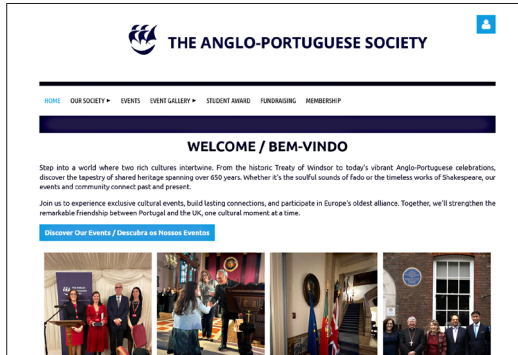 THE ANGLO-PORTUGUESE SOCIETY
HOME OUR SOCIETY ▸ EVENTS EVENT GALLERY ▸ STUDENT AWARD FUNDRAISING MEMBERSHIP
WELCOME / BEM-VINDO
Step into a world where two rich cultures intertwine. From the historic Treaty of Windsor to today's vibrant Anglo-Portuguese celebrations,
discover the tapestry of shared heritage spanning over 650 years. Whether it's the soulful sounds of fado or the timeless works of Shakespeare, our
events and community connect past and present.
Join us to experience exclusive cultural events, build lasting connections, and participate in Europe's oldest alliance. Together, we'll strengthen the
remarkable friendship between Portugal and the UK, one cultural moment at a time.
Discover Our Events / Descubra os Nossos Eventos